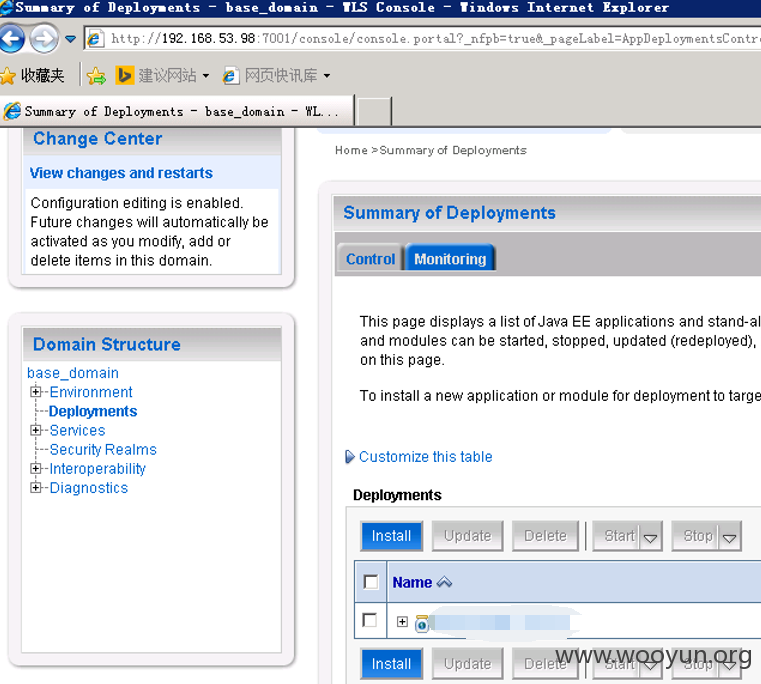 Summary of Deployments - base_domain - WLS Console - Windows Internet Explorer
http://192.168.53.98:7001/console/console.portal?_nfpb=true&_pageLabel=AppDeploymentsContr
收藏夹 建议网站 网页快讯库
Summary of Deployments - base_domain - WL...
Change Center
View changes and restarts
Configuration editing is enabled.
Future changes will automatically be
activated as you modify, add or
delete items in this domain.
Domain Structure
base_domain
Environment
Deployments
Services
Security Realms
Interoperability
Diagnostics
Home >Summary of Deployments
Summary of Deployments
Control Monitoring
This page displays a list of Java EE applications and stand-al
and modules can be started, stopped, updated (redeployed),
on this page.
To install a new application or module for deployment to targe
Customize this table
Deployments
Install Update Delete Start Stop
Name
Install Update Delete Start Stop
www.wooyun.org